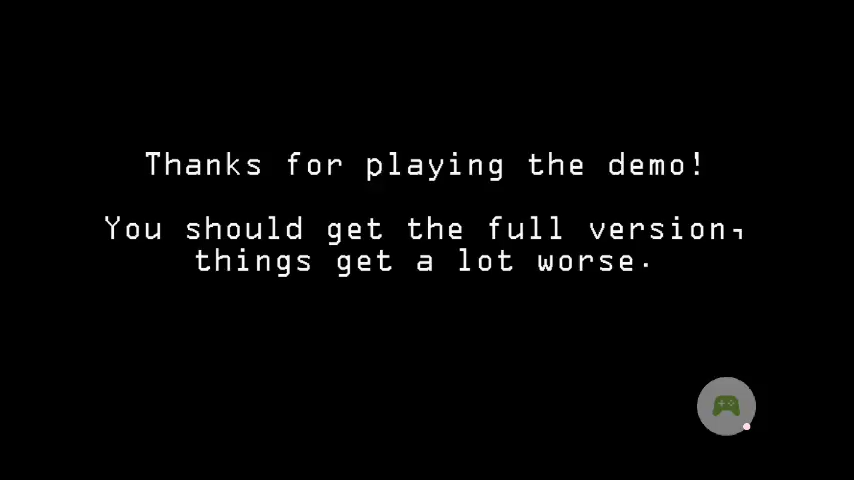 Thanks for playing the demo!
You should get the full version,
things get a lot worse.